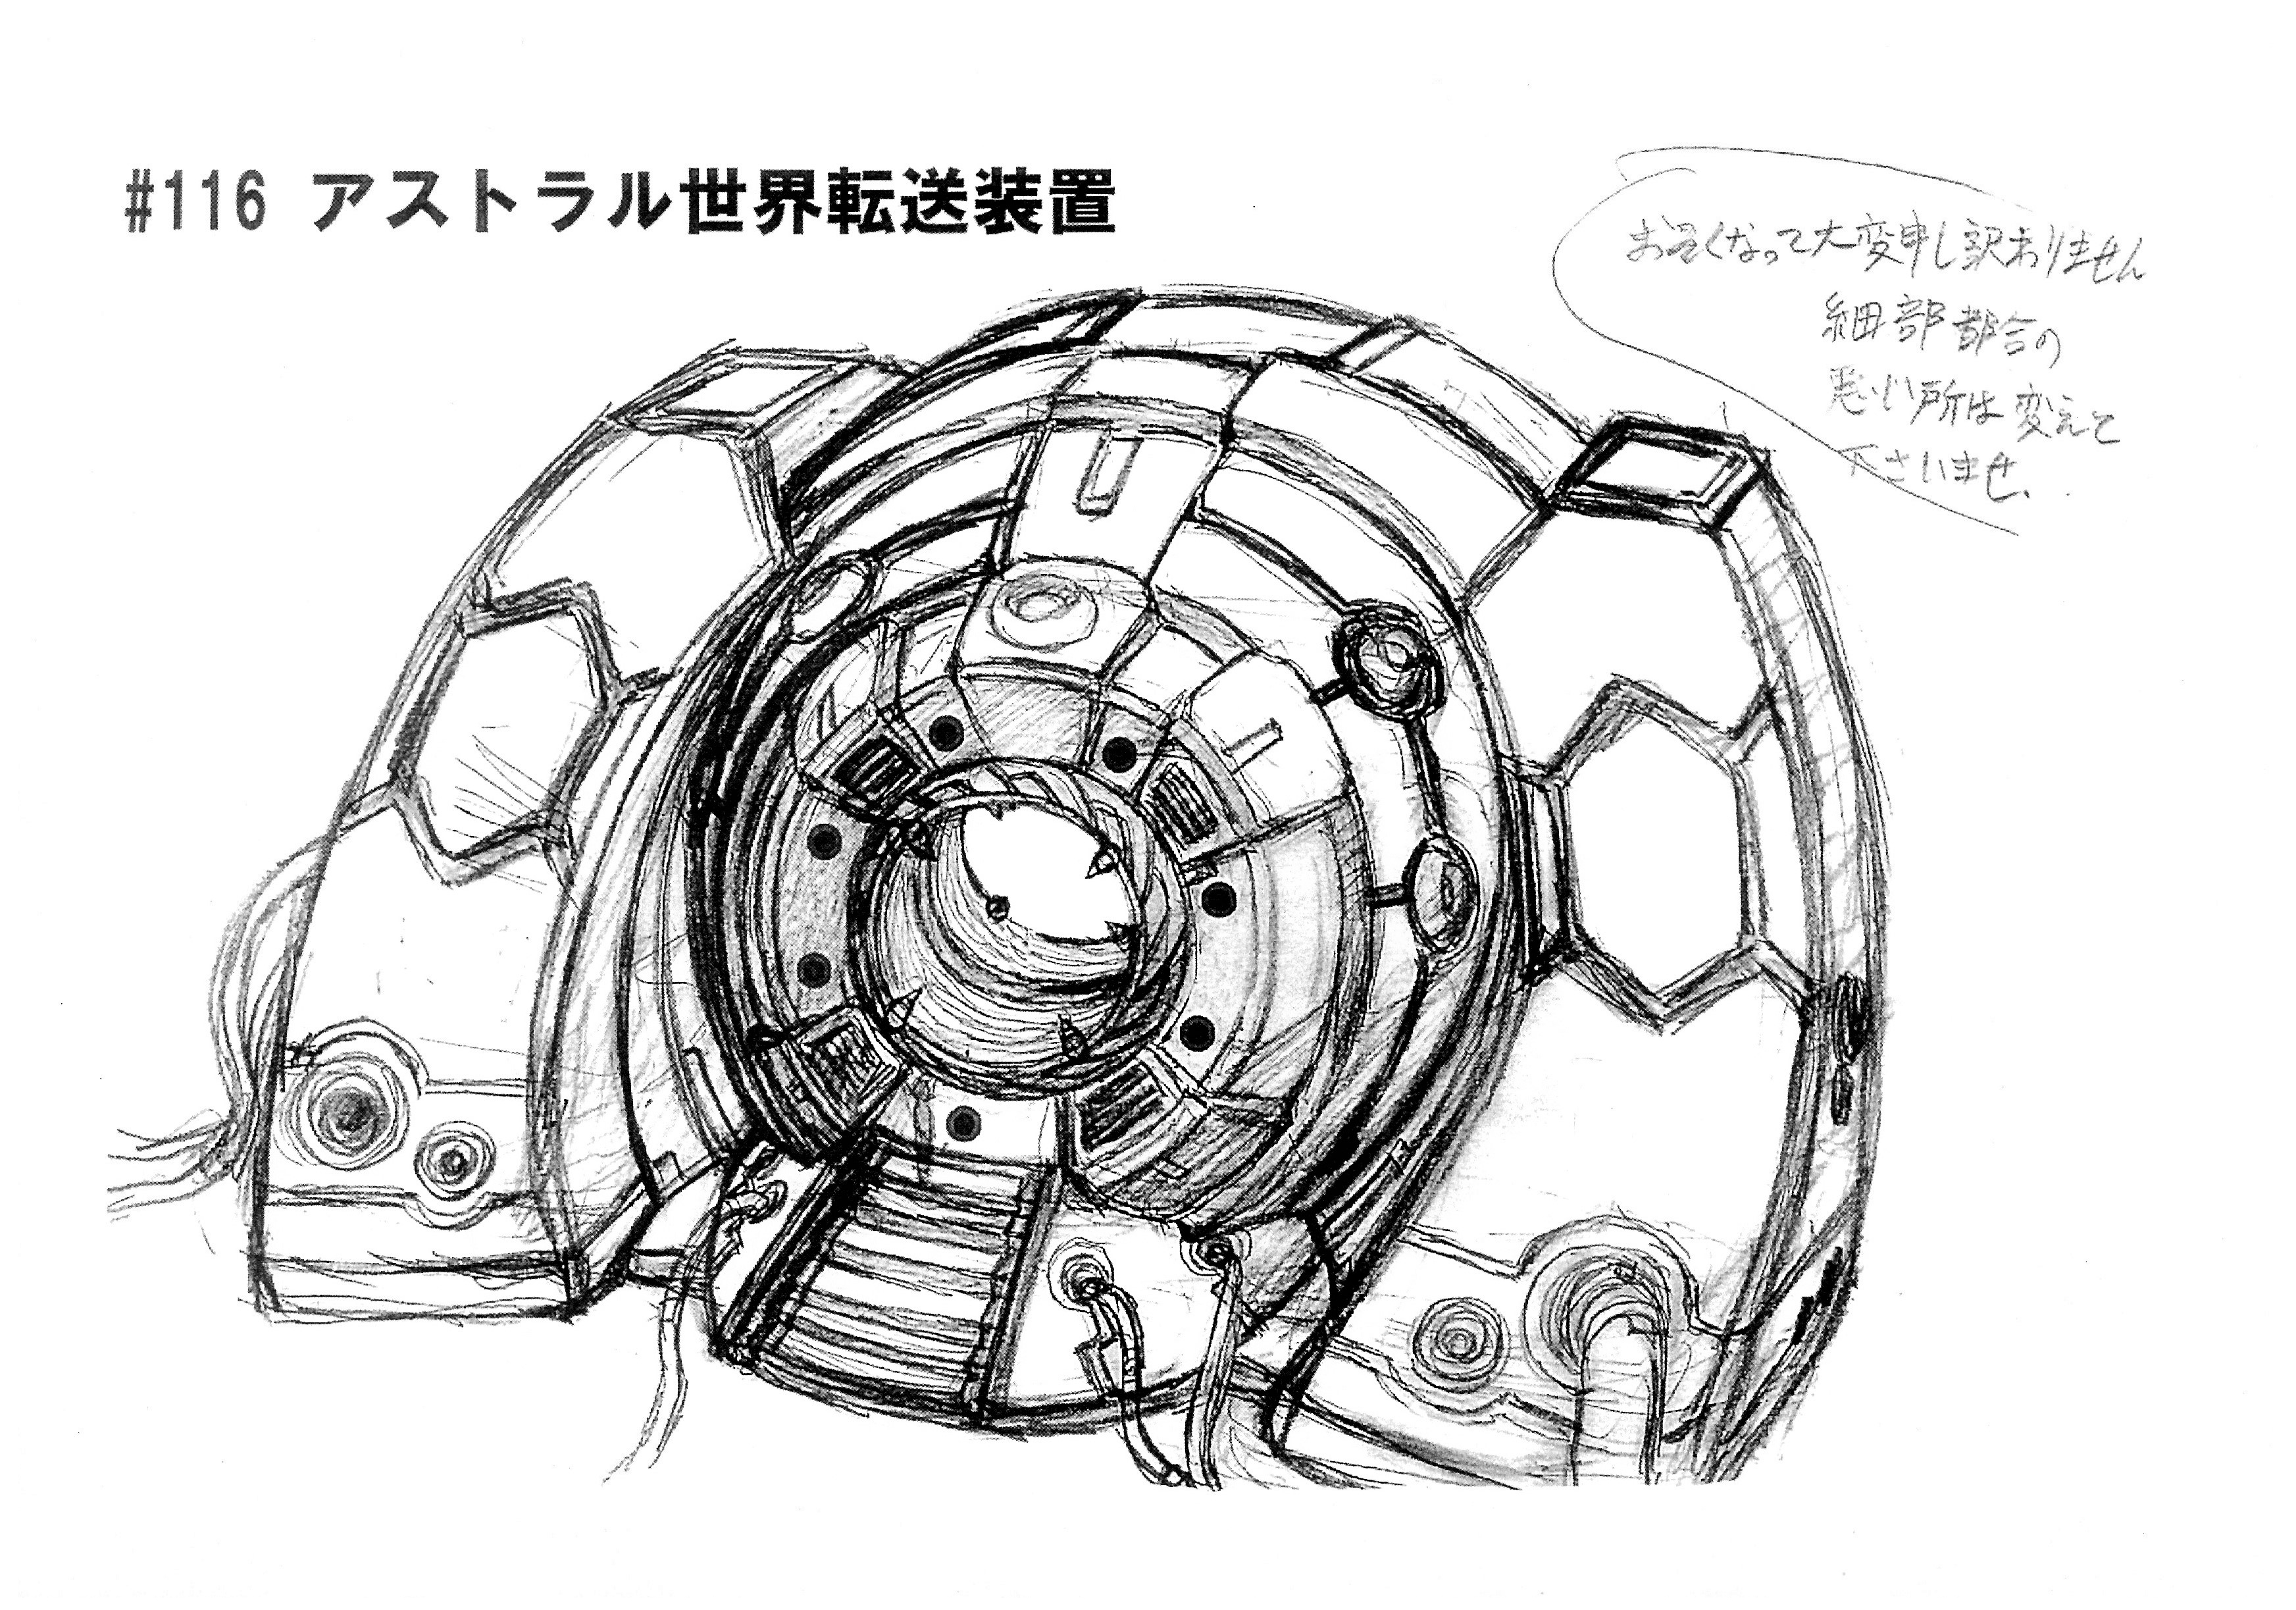 #116 アストラル世界転送装置
おそくなって大変申し訳ありません
細部都合の
悪い所は変えて
下さいませ、